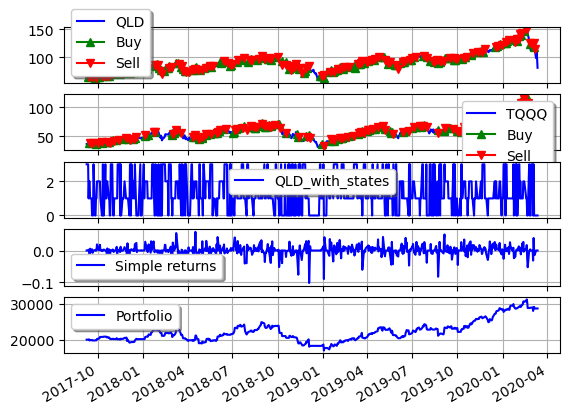 150
100
QLD
Buy
Sell
100
50
TQQQ
Buy
Sell
2
0
QLD_with_states
0.0
−0.1
Simple returns
30000
20000
Portfolio
2017-10 2018-01 2018-04 2018-07 2018-10 2019-01 2019-04 2019-07 2019-10 2020-01 2020-04